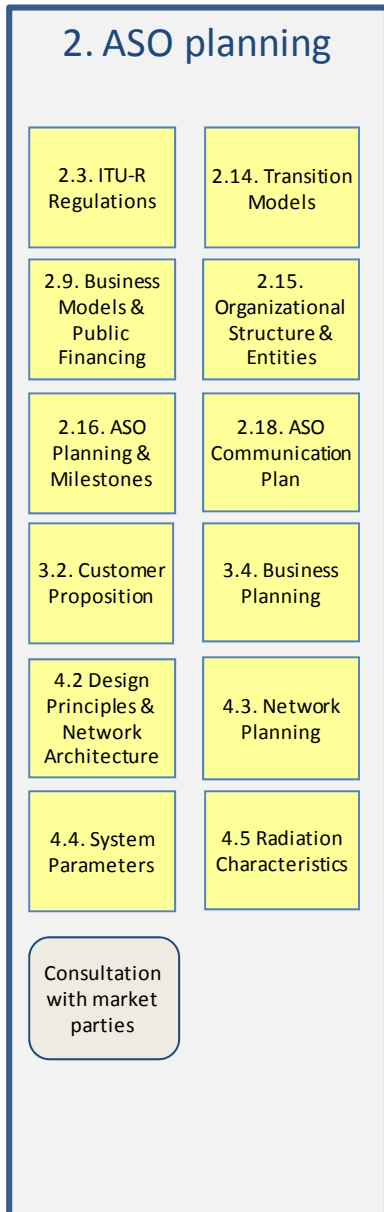 2. ASO planning
2.3. ITU-R
Regulations
2.14. Transition
Models
2.9. Business
Models &
Public
Financing
2.15.
Organizational
Structure &
Entities
2.16. ASO
Planning &
Milestones
2.18. ASO
Communication
Plan
3.2. Customer
Proposition
3.4. Business
Planning
4.2 Design
Principles &
Network
Architecture
4.3. Network
Planning
4.4. System
Parameters
4.5 Radiation
Characteristics
Consultation
with market
parties